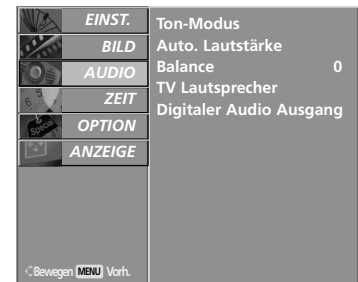 EINST.
BILD
AUDIO
ZEIT
OPTION
ANZEIGE
Ton-Modus
Auto. Lautstärke
Balance 0
TV Lautsprecher
Digitaler Audio Ausgang
Bewegen MENU Vorh.